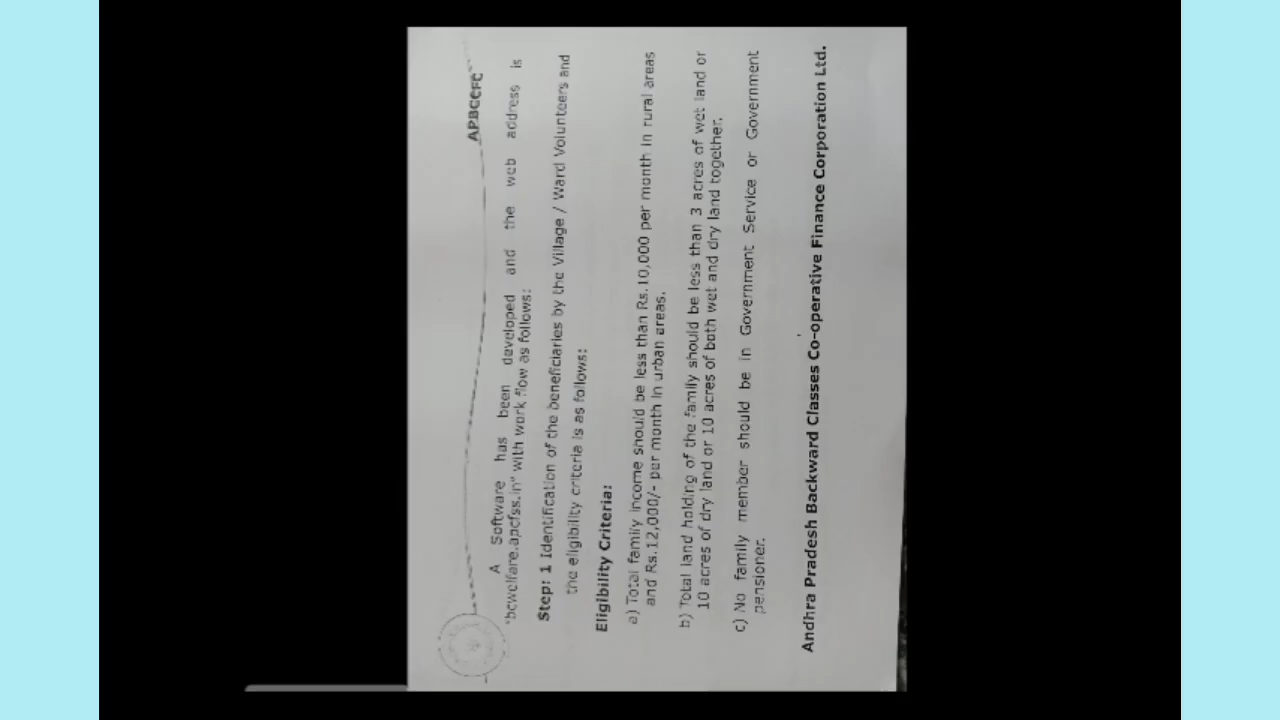 APBCCFC
A Software has been developed and the web address is
"bcwelfare.apcfss.in" with work flow as follows:
Step: 1 Identification of the beneficiaries by the Village / Ward Volunteers and
the eligibility criteria is as follows:
Eligibility Criteria:
a) Total family income should be less than Rs.10,000 per month in rural areas
and Rs.12,000/- per month in urban areas.
b) Total land holding of the family should be less than 3 acres of wet land or
10 acres of dry land or 10 acres of both wet and dry land together.
c) No family member should be in Government Service or Government
pensioner.
Andhra Pradesh Backward Classes Co-operative Finance Corporation Ltd.